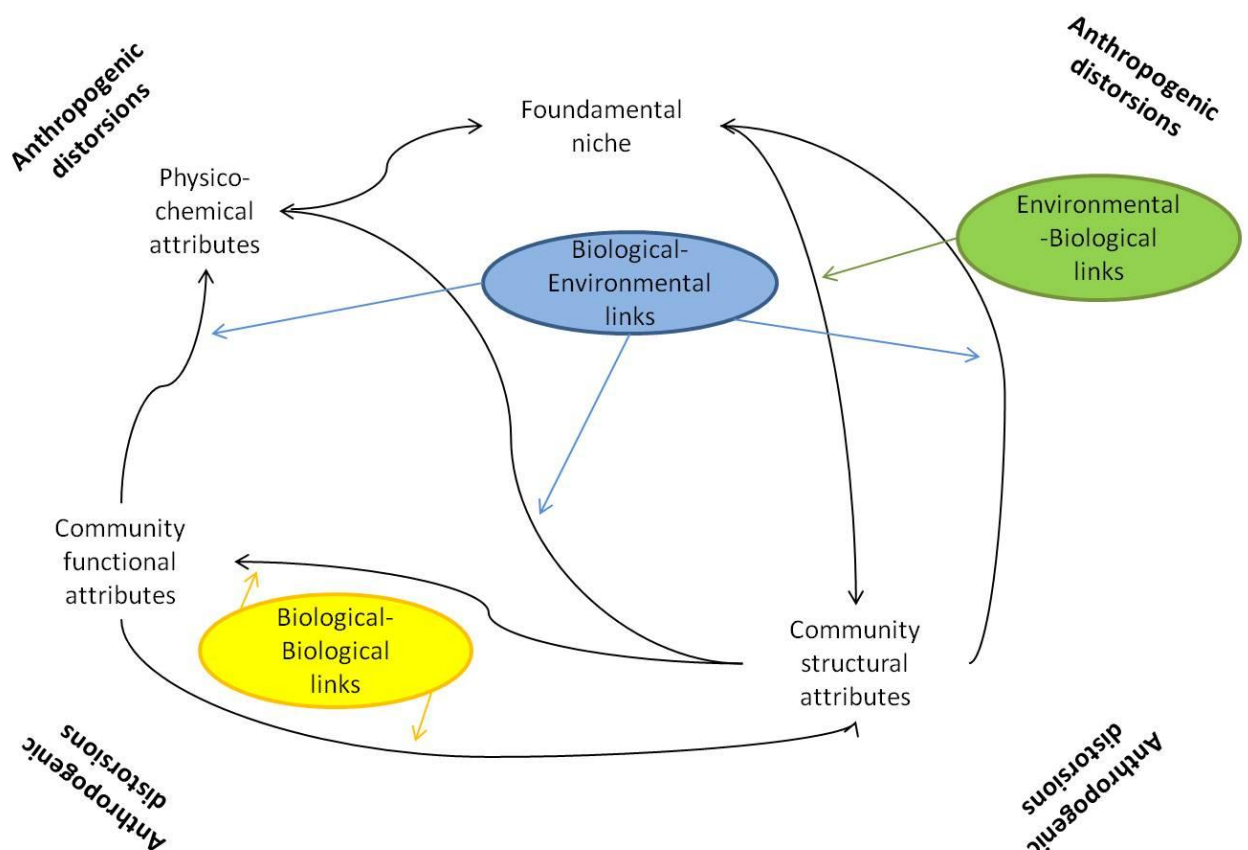 Anthropogenic
distorsions
Anthropogenic
distorsions
Foundamental
niche
Physico-
chemical
attributes
Environmental
-Biological
links
Biological-
Environmental
links
Community
functional
attributes
Biological-
Biological
links
Community
structural
attributes
Anthropogenic
distorsions
Anthropogenic
distorsions